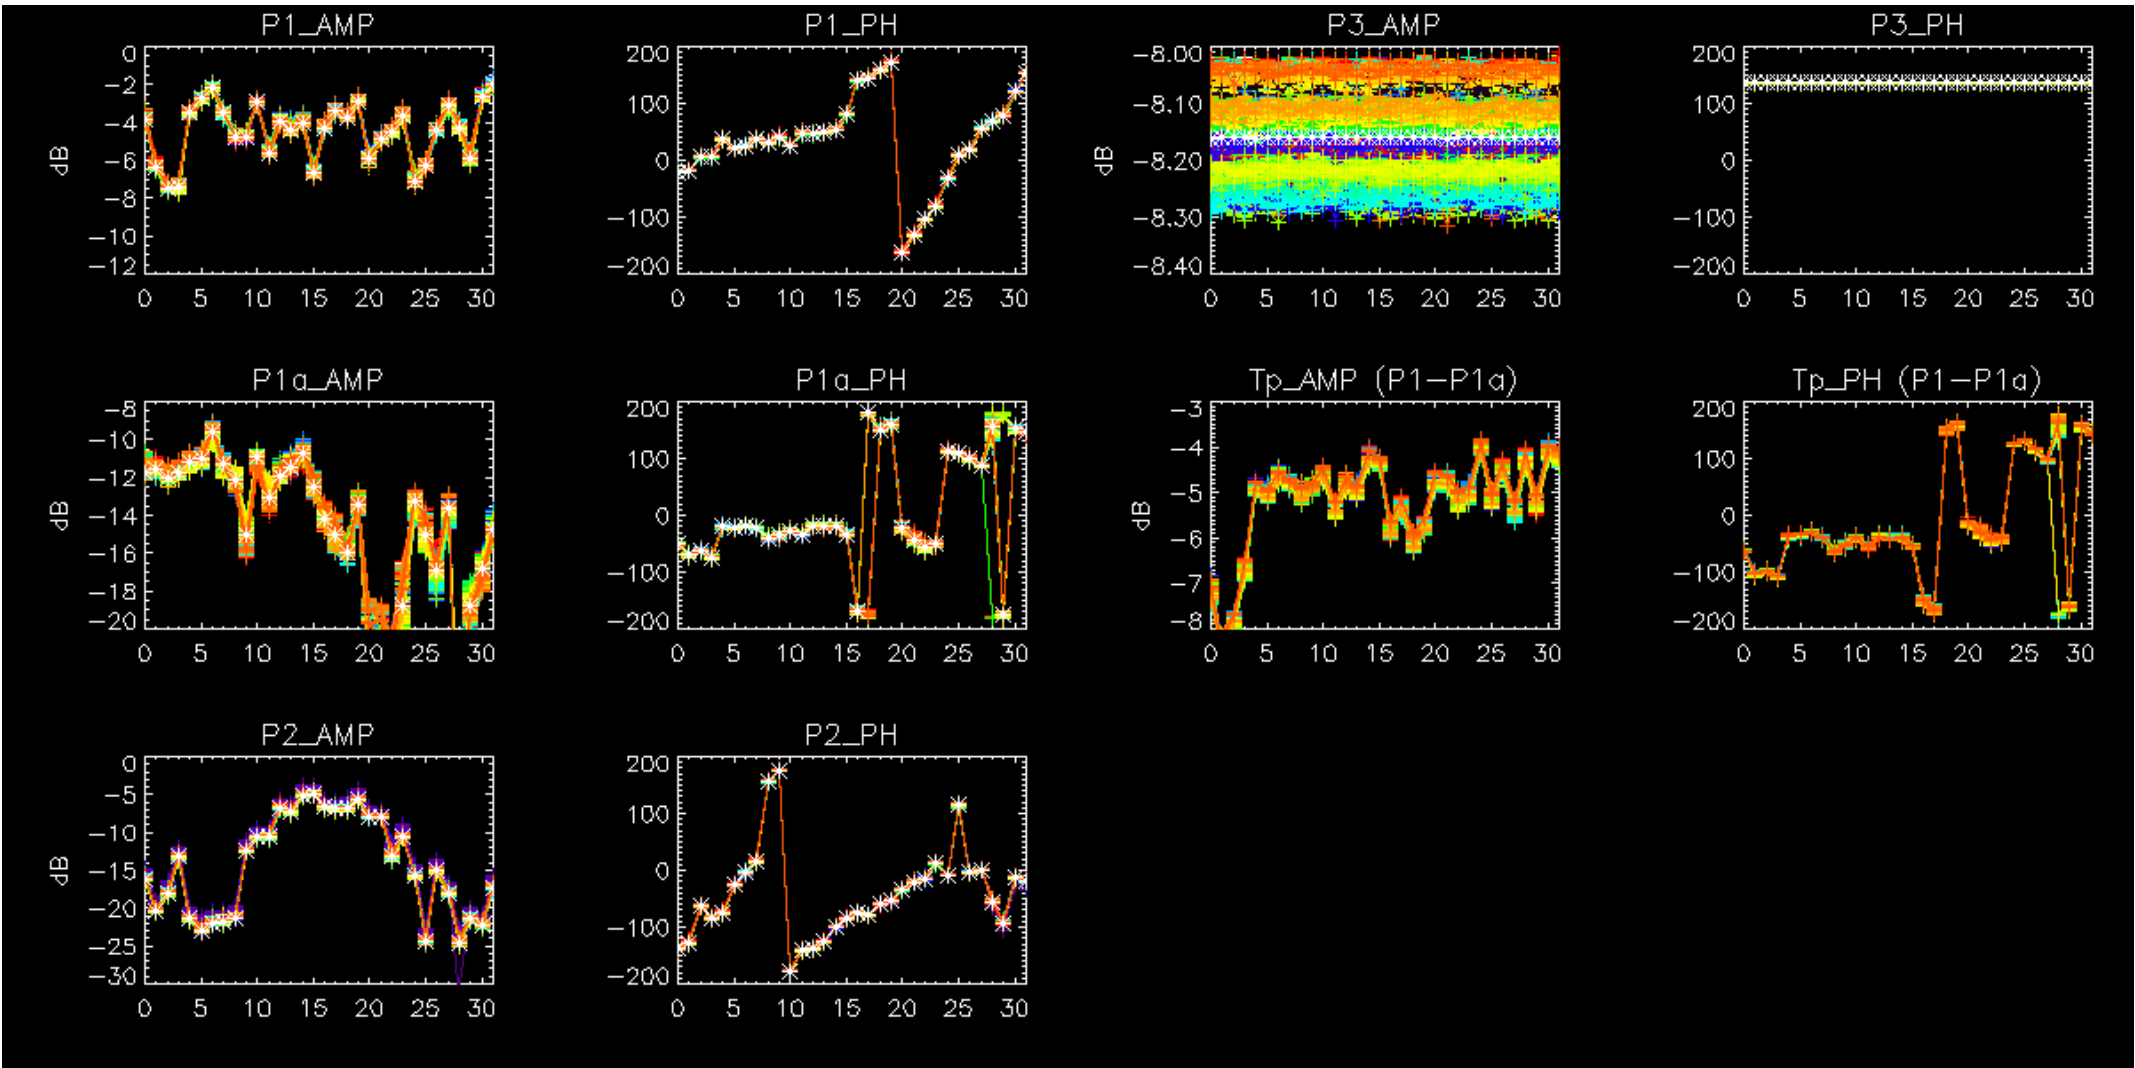 P1_AMP
P1_PH
P3_AMP
P3_PH
0
−2
−4
−6
−8
−10
−12
dB
0 5 10 15 20 25 30
200
100
0
−100
−200
0 5 10 15 20 25 30
−8.00
−8.10
−8.20
−8.30
−8.40
dB
0 5 10 15 20 25 30
200
100
0
−100
−200
0 5 10 15 20 25 30
P1a_AMP
P1a_PH
Tp_AMP (P1−P1a)
Tp_PH (P1−P1a)
−8
−10
−12
−14
−16
−18
−20
dB
0 5 10 15 20 25 30
200
100
0
−100
−200
0 5 10 15 20 25 30
−3
−4
−5
−6
−7
−8
dB
0 5 10 15 20 25 30
200
100
0
−100
−200
0 5 10 15 20 25 30
P2_AMP
P2_PH
0
−5
−10
−15
−20
−25
−30
dB
0 5 10 15 20 25 30
200
100
0
−100
−200
0 5 10 15 20 25 30